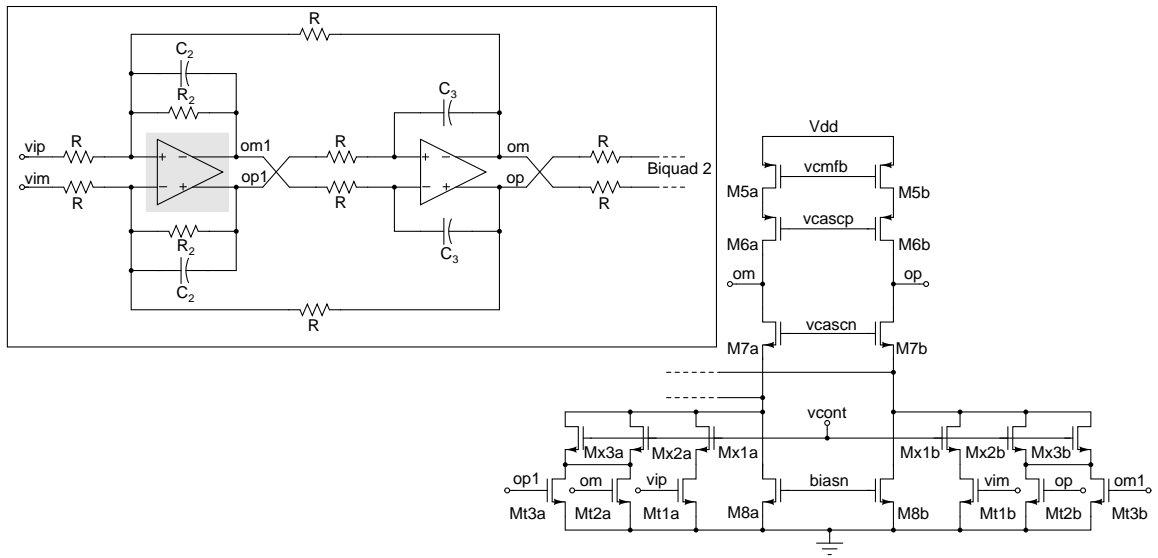 R
C2
R2
C3
vip
R
+
−
om1
R
+
−
om
R
Biquad 2
vim
R
−
+
op1
R
−
+
op
R
R2
C2
C3
R
Vdd
vcmfb
M5a
M5b
vcascp
M6a
M6b
om
op
vcascn
M7a
M7b
vcont
Mx3a
Mx2a
Mx1a
Mx1b
Mx2b
Mx3b
op1
om
vip
biasn
vim
op
om1
Mt3a
Mt2a
Mt1a
M8a
M8b
Mt1b
Mt2b
Mt3b